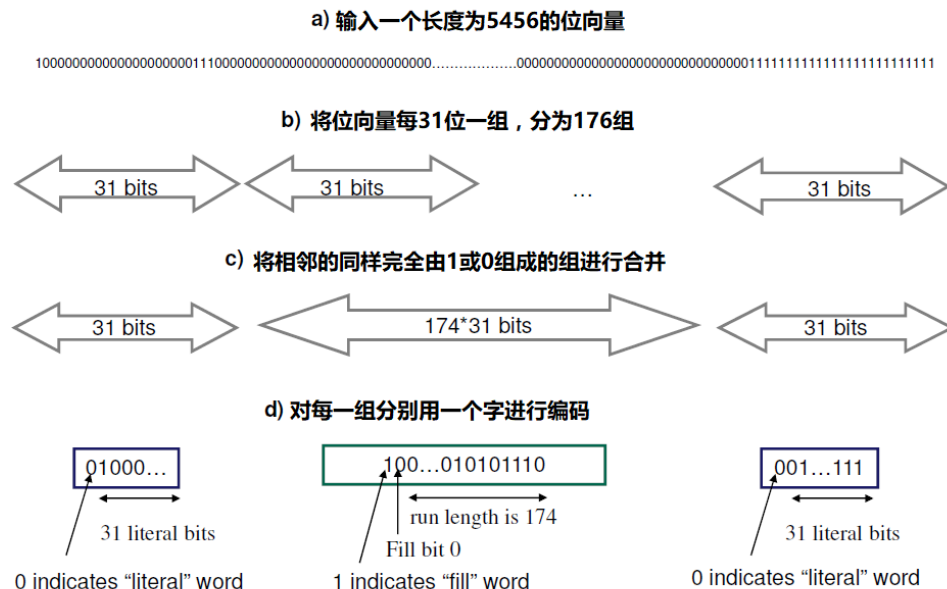 a) 输入一个长度为5456的位向量
b) 将位向量每31位一组，分为176组
31 bits 31 bits ... 31 bits
c) 将相邻的同样完全由1或0组成的组进行合并
31 bits 174*31 bits 31 bits
d) 对每一组分别用一个字进行编码
01000... 100...010101110 001...111
31 literal bits run length is 174 31 literal bits
Fill bit 0
0 indicates “literal” word 1 indicates “fill” word 0 indicates “literal” word